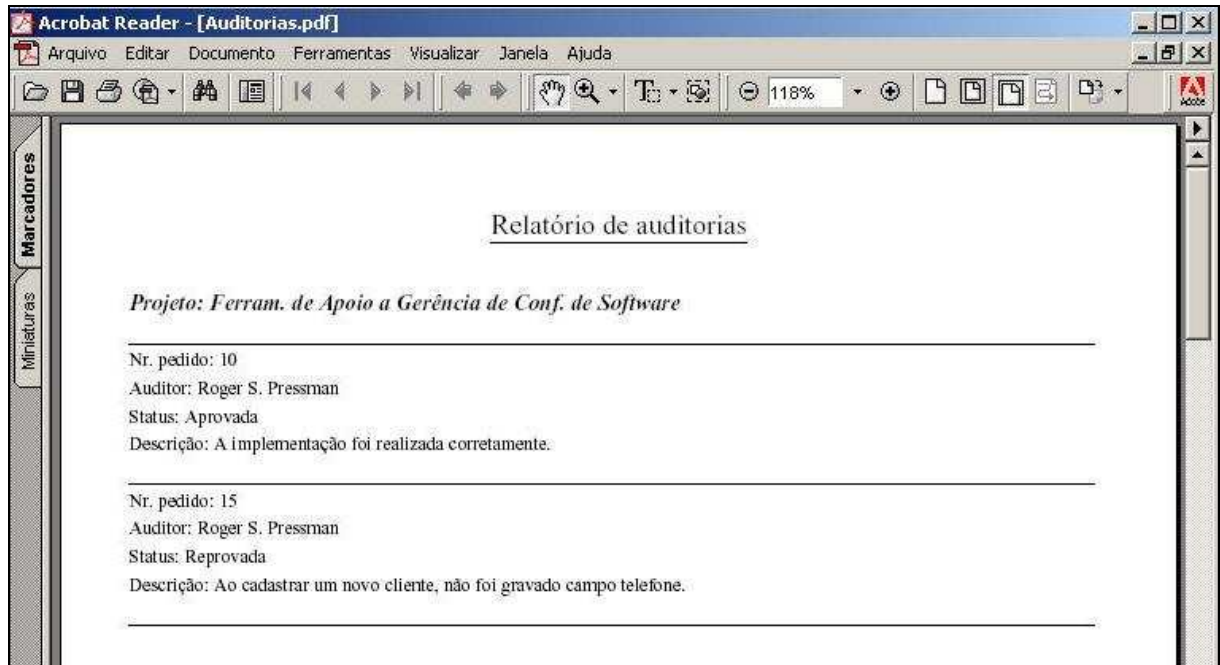 Acrobat Reader - [Auditorias.pdf]
Arquivo Editar Documento Ferramentas Visualizar Janela Ajuda
118%
Adobe
Marcadores
Miniaturas
Relatório de auditorias
Projeto: Ferram. de Apoio a Gerência de Conf. de Software
Nr. pedido: 10
Auditor: Roger S. Pressman
Status: Aprovada
Descrição: A implementação foi realizada corretamente.
Nr. pedido: 15
Auditor: Roger S. Pressman
Status: Reprovada
Descrição: Ao cadastrar um novo cliente, não foi gravado campo telefone.